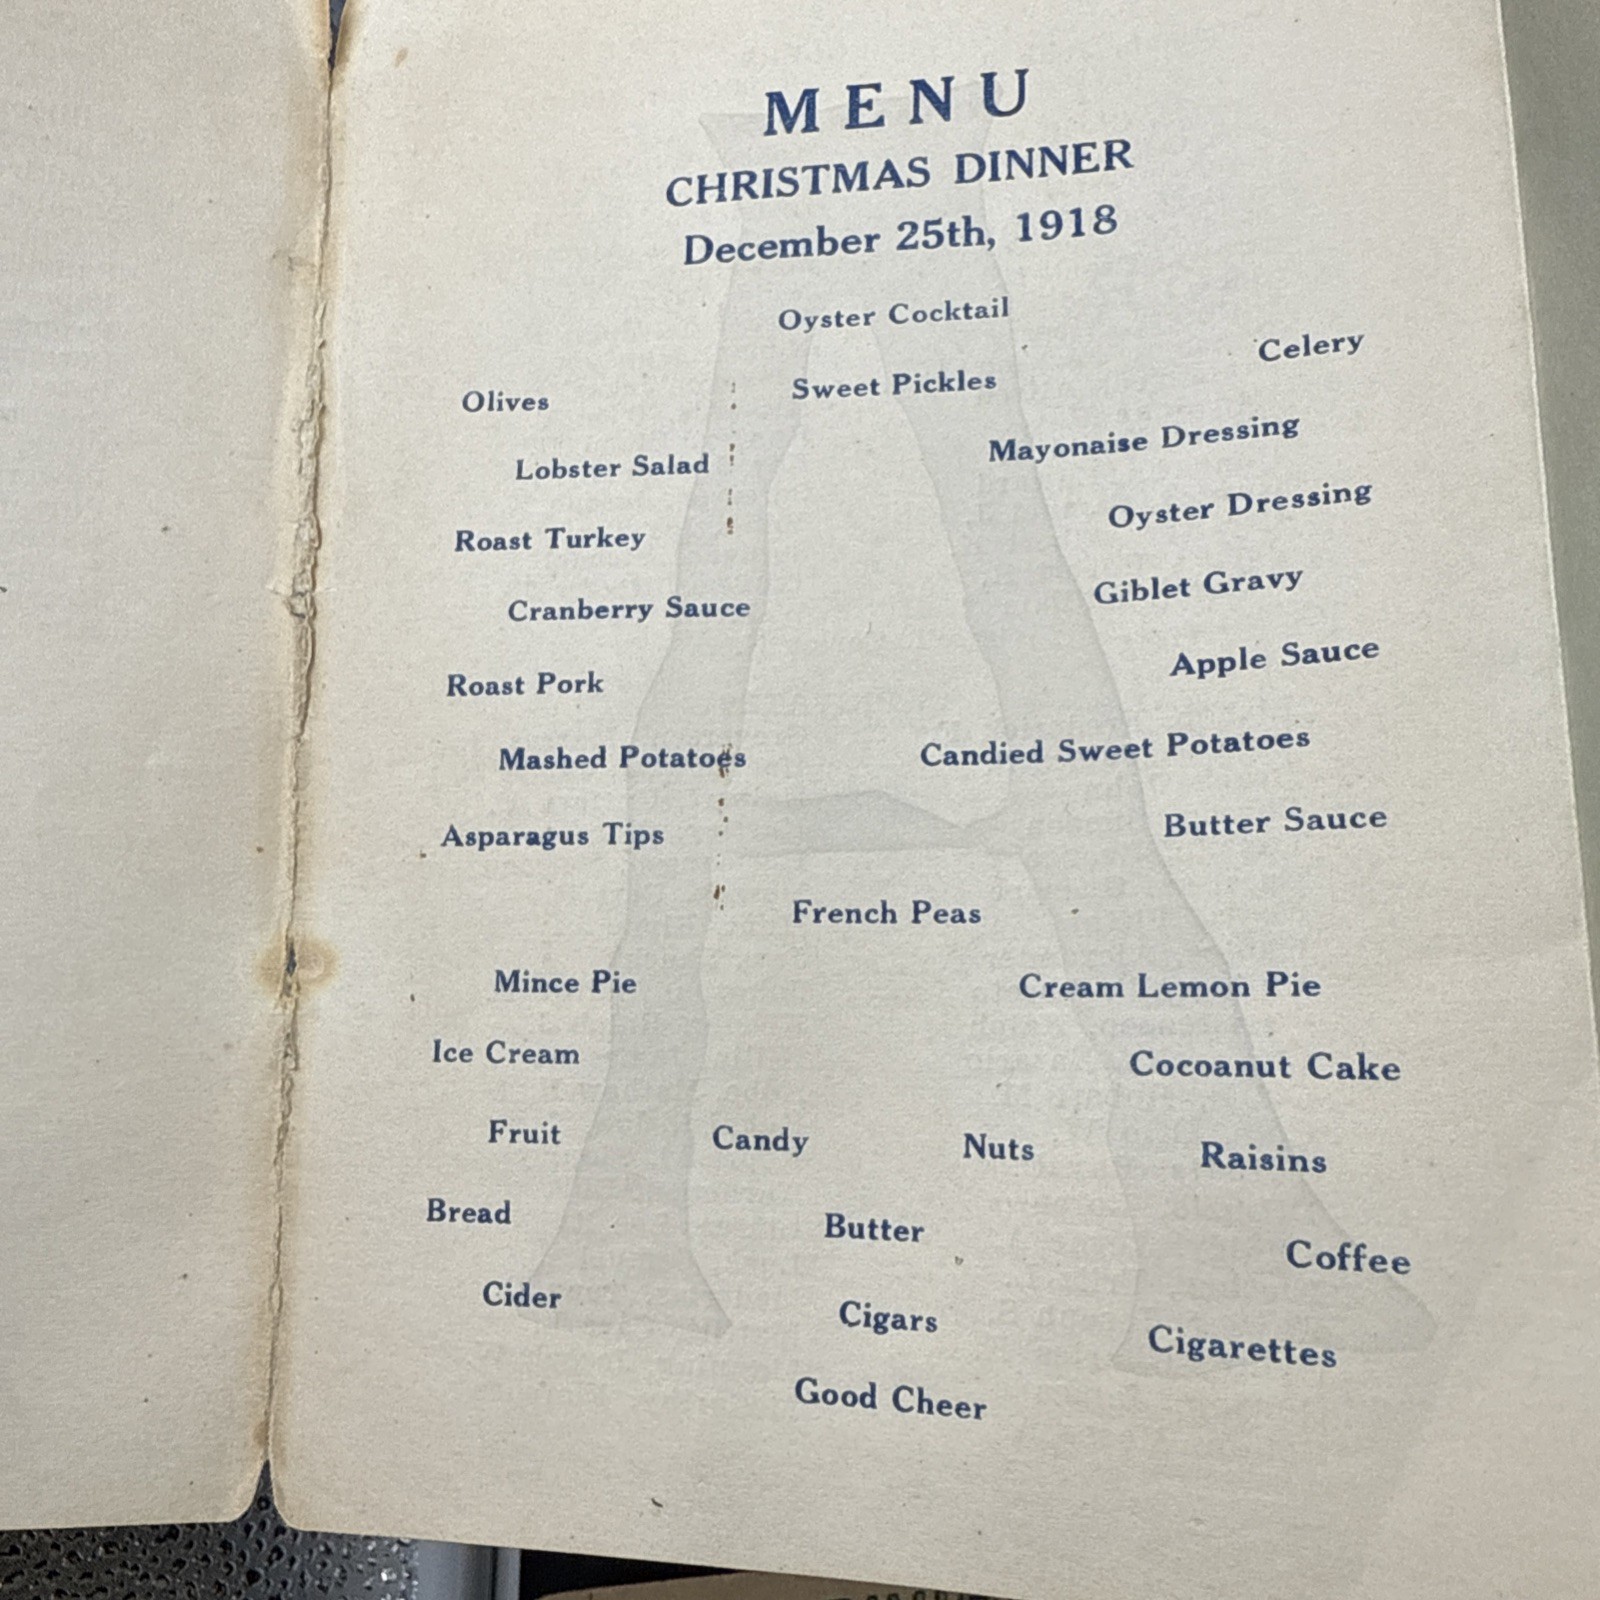 MENU
CHRISTMAS DINNER
December 25th, 1918
Oyster Cocktail
Olives Sweet Pickles Celery
Lobster Salad Mayonaise Dressing
Roast Turkey Oyster Dressing
Cranberry Sauce Giblet Gravy
Roast Pork Apple Sauce
Mashed Potatoes Candied Sweet Potatoes
Asparagus Tips Butter Sauce
French Peas
Mince Pie Cream Lemon Pie
Ice Cream Cocoanut Cake
Fruit Candy Nuts Raisins
Bread Butter Coffee
Cider Cigars Cigarettes
Good Cheer